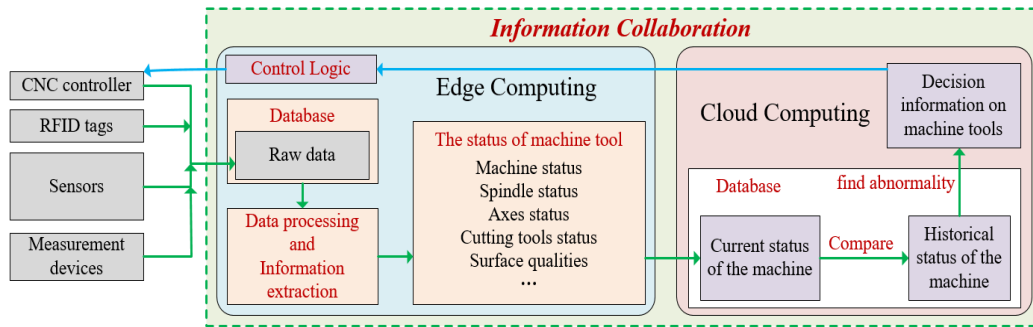 Information Collaboration
CNC controller
RFID tags
Sensors
Measurement
devices
Edge Computing
Control Logic
Database
Raw data
Data processing
and
Information
extraction
The status of machine tool
Machine status
Spindle status
Axes status
Cutting tools status
Surface qualities
...
Cloud Computing
Decision
information on
machine tools
Database
find abnormality
Current status
of the machine
Compare
Historical
status of the
machine